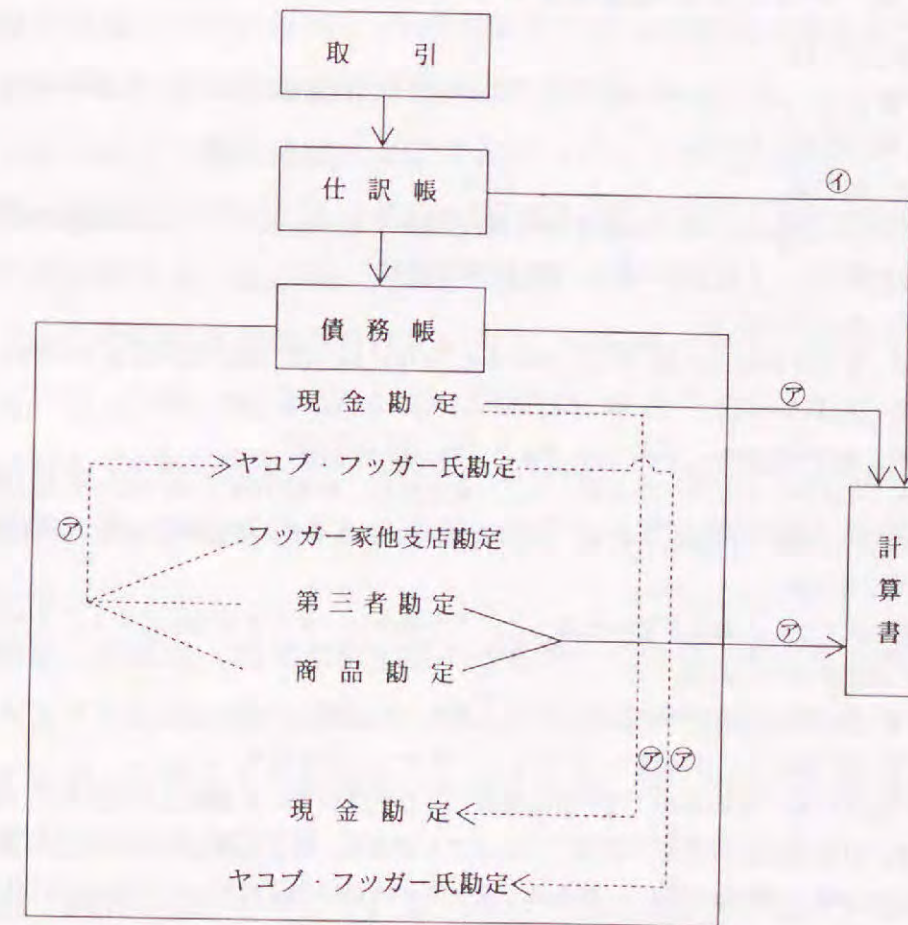 取引
仕訳帳
㋑
債務帳
現金勘定
㋐
ヤコブ・フッガー氏勘定
㋐
フッガー家他支店勘定
第三者勘定
㋐
商品勘定
計算書
㋐㋐
現金勘定
ヤコブ・フッガー氏勘定